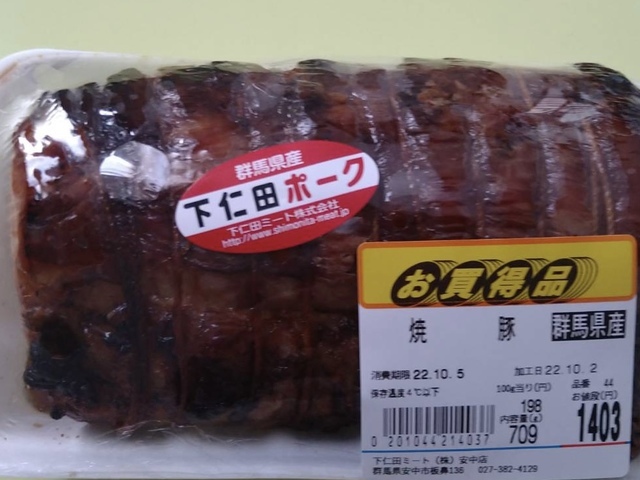 群馬県産
下仁田ポーク
下仁田ミート株式会社
http://www.shimonita-meat.jp
お買得品
焼 豚 群馬県産
消費期限 22.10.5 加工日 22.10.2
保存温度4℃以下 100g当り(円) 品番 44
198 お値段(円)
内容量(g) 1403
0 201044 214037 709
下仁田ミート(株)安中店
群馬県安中市板鼻136 027-382-4129